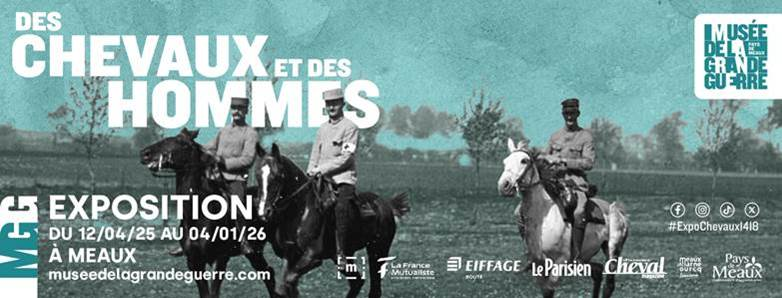 DES
CHEVAUX ET DES
HOMMES
MUSÉE
DE LA PAYS DE MEAUX
GRANDE
GUERRE
MGG
EXPOSITION
DU 12/04/25 AU 04/01/26
À MEAUX
museedelagrandeguerre.com
#ExpoChevaux1418
[m]
La France
Mutualiste
EIFFAGE
ROUTE
Le Parisien
Cheval
magazine
meaux
marne
ourcq
Pays
de
Meaux